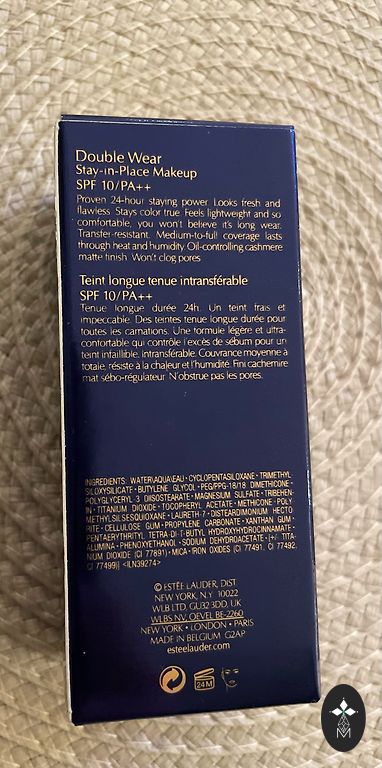 Double Wear
Stay-in-Place Makeup
SPF 10/PA++
Proven 24-hour staying power Looks fresh and
flawless Stays color true Feels lightweight and so
comfortable, you won't believe it's long wear.
Transfer-resistant. Medium-to-full coverage lasts
through heat and humidity Oil-controlling cashmere
matte finish Won't clog pores
Teint longue tenue intransférable
SPF 10/PA++
Tenue longue durée 24h. Un teint frais et
impeccable. Des teintes tenue longue durée pour
toutes les carnations. Une formule légère et ultra-
confortable qui contrôle l'excès de sébum pour un
teint infaillible, intransférable. Couvrance moyenne à
totale, résiste à la chaleur et l'humidité. Fini cachemire
mat sébo-régulateur N'obstrue pas les pores.
INGREDIENTS: WATER\AQUA\EAU • CYCLOPENTASILOXANE • TRIMETHYL
SILOXYSILICATE • BUTYLENE GLYCOL • PEG/PPG-18/18 DIMETHICONE •
POLYGLYCERYL-3 DIISOSTEARATE • MAGNESIUM SULFATE • TRIBEHEN-
IN • TITANIUM DIOXIDE • TOCOPHERYL ACETATE • METHICONE • POLY
METHYLSILSESQUIOXANE • LAURETH-7 • DISTEARDIMONIUM HECTO
RITE • CELLULOSE GUM • PROPYLENE CARBONATE • XANTHAN GUM •
PENTAERYTHRITYL TETRA-DI-T-BUTYL HYDROXYHYDROCINNAMATE •
ALUMINA • PHENOXYETHANOL • SODIUM DEHYDROACETATE • [+/- TITA-
NIUM DIOXIDE (CI 77891) • MICA • IRON OXIDES (CI 77491, CI 77492,
CI 77499)] <ILN39274>
© ESTĒE LAUDER, DIST.
NEW YORK, N.Y. 10022
WLB LTD, GU32 3DD, UK
WLBS NV, OEVEL BE-2260
NEW YORK • LONDON • PARIS
MADE IN BELGIUM G2AP
esteelauder.com
24M
M